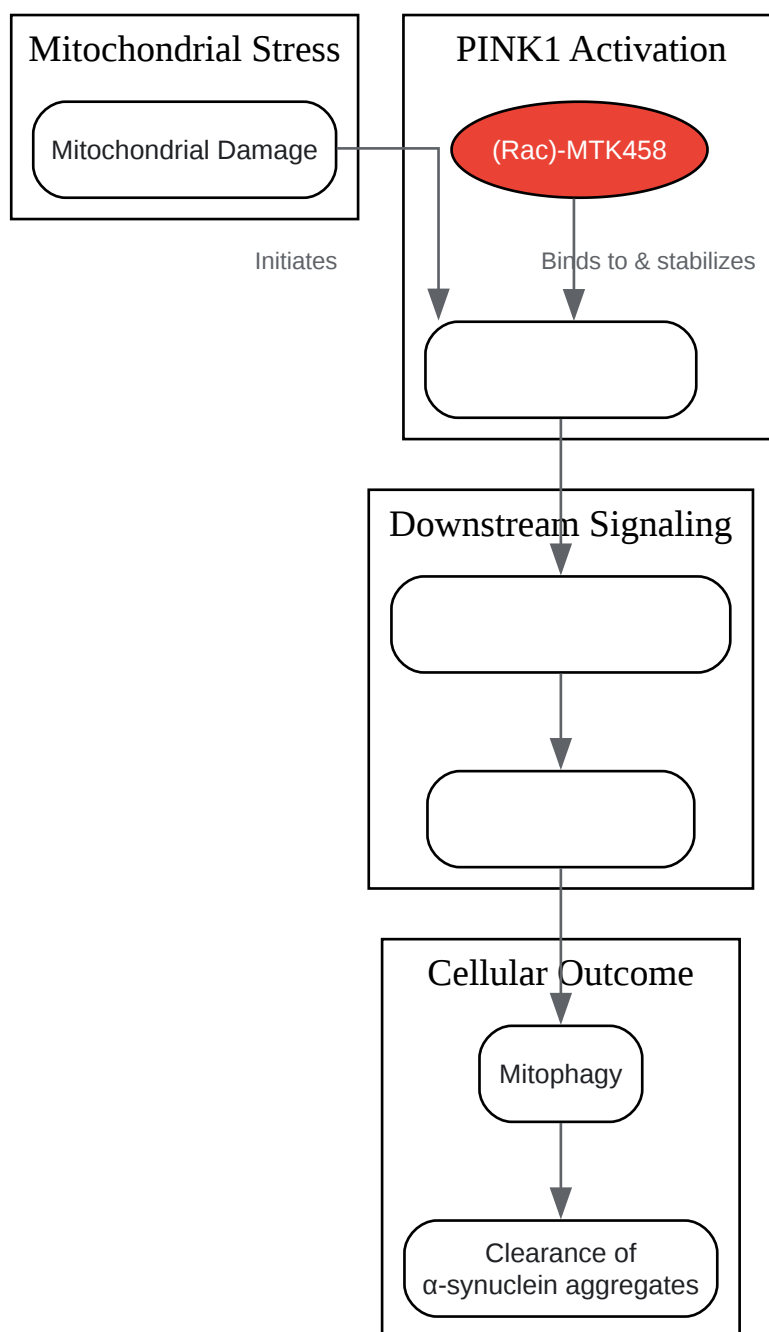 Mitochondrial Stress
PINK1 Activation
Mitochondrial Damage
(Rac)-MTK458
Initiates
Binds to & stabilizes
Downstream Signaling
Cellular Outcome
Mitophagy
Clearance of
α-synuclein aggregates